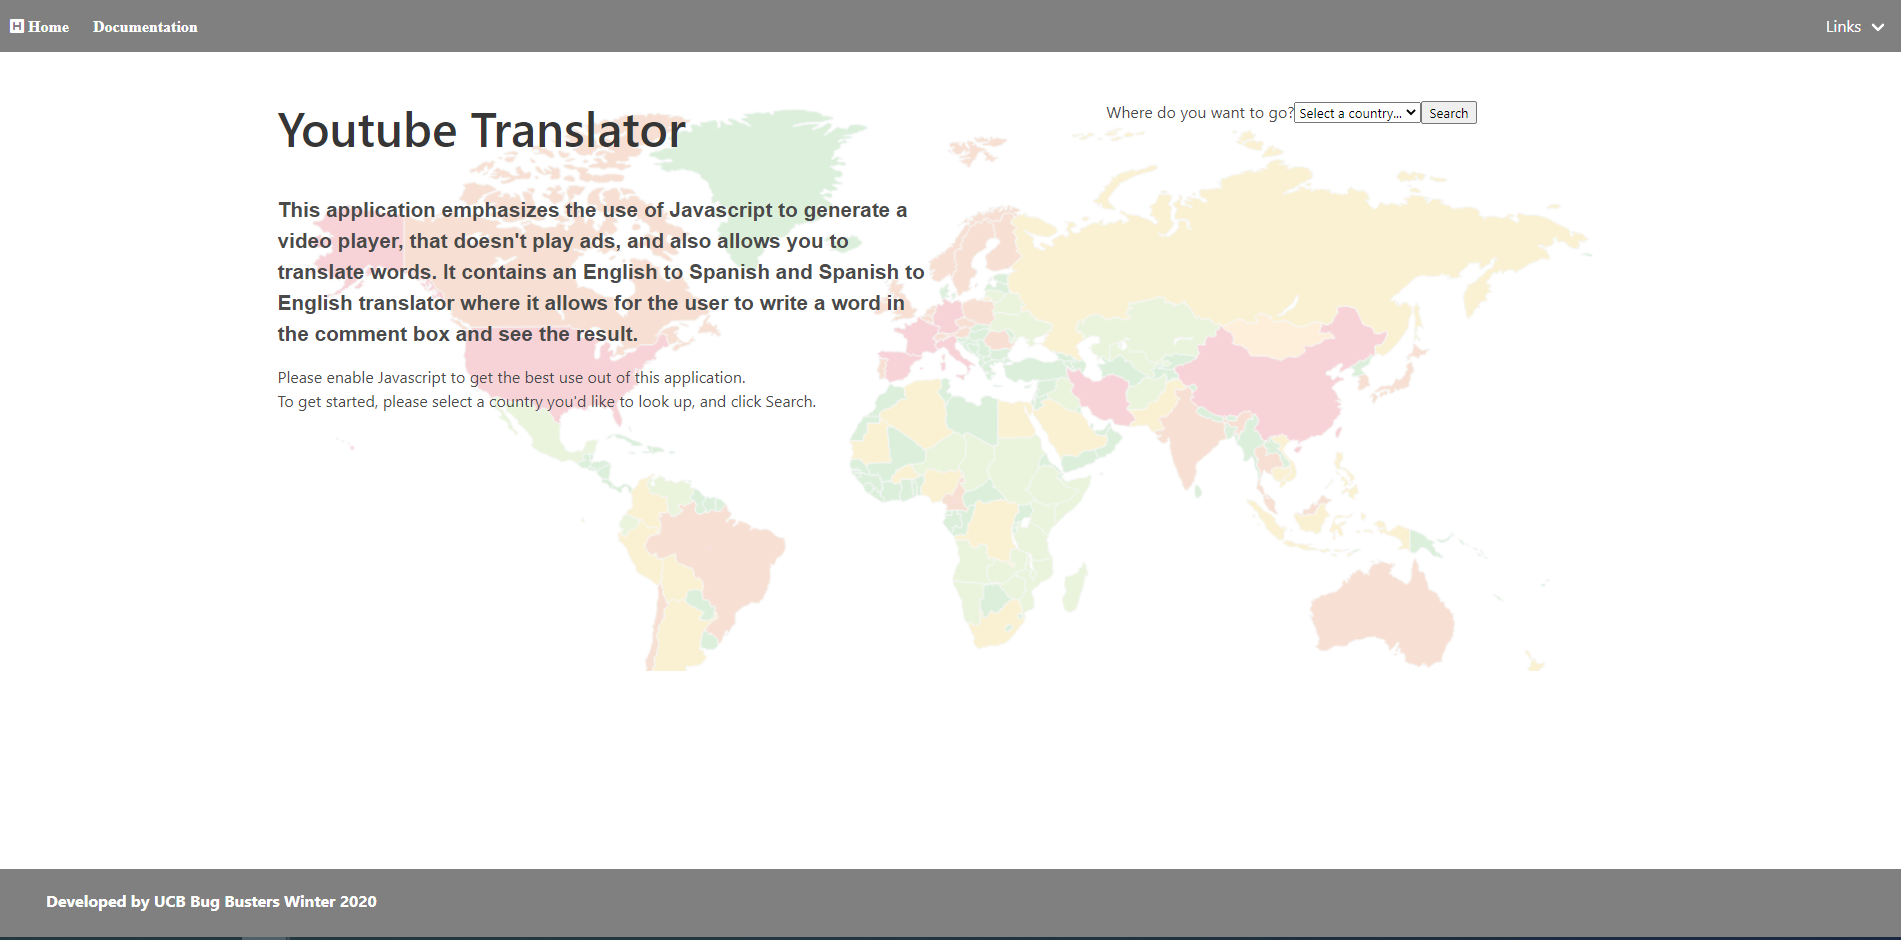 H Home Documentation Links
Youtube Translator
Where do you want to go? Select a country... Search
This application emphasizes the use of Javascript to generate a
video player, that doesn't play ads, and also allows you to
translate words. It contains an English to Spanish and Spanish to
English translator where it allows for the user to write a word in
the comment box and see the result.
Please enable Javascript to get the best use out of this application.
To get started, please select a country you'd like to look up, and click Search.
Developed by UCB Bug Busters Winter 2020